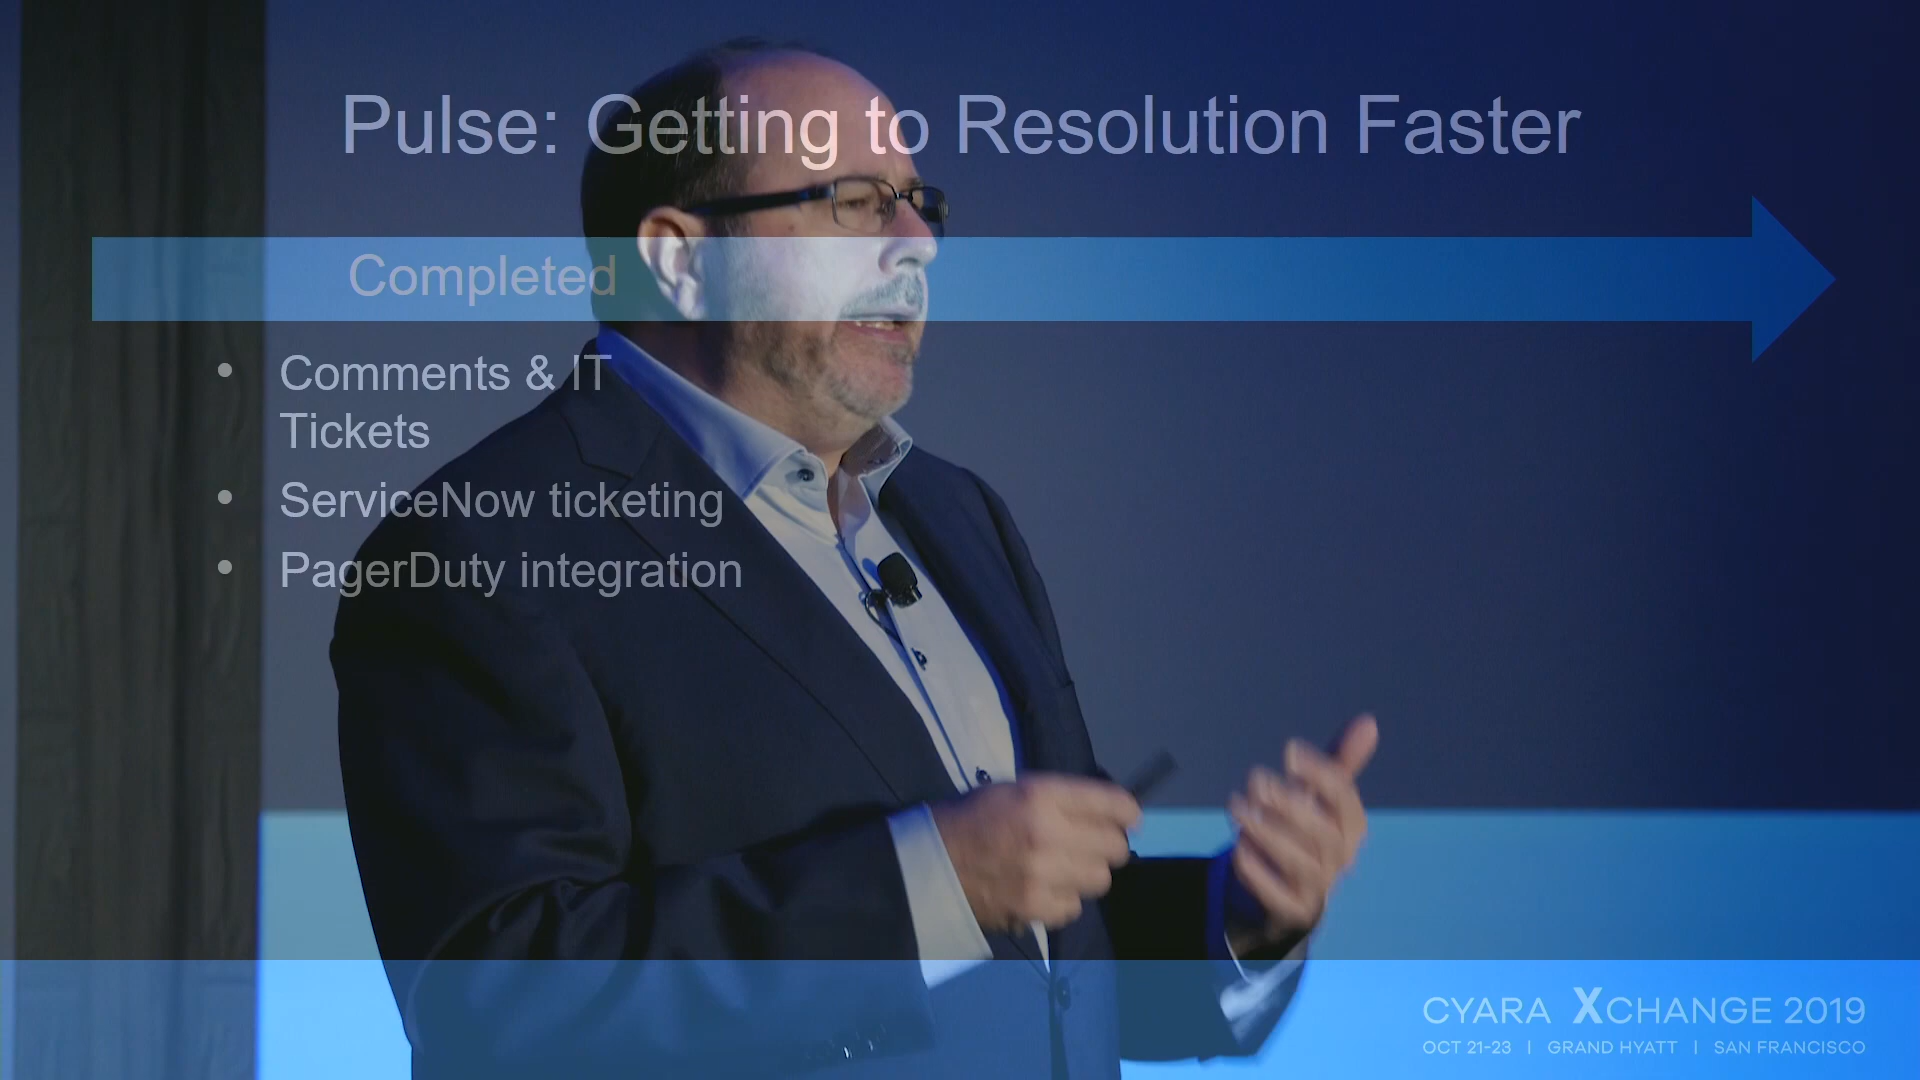 Pulse: Getting to Resolution Faster
Completed
• Comments & IT
Tickets
• ServiceNow ticketing
• PagerDuty integration
CYARA XCHANGE 2019
OCT 21-23 | GRAND HYATT | SAN FRANCISCO